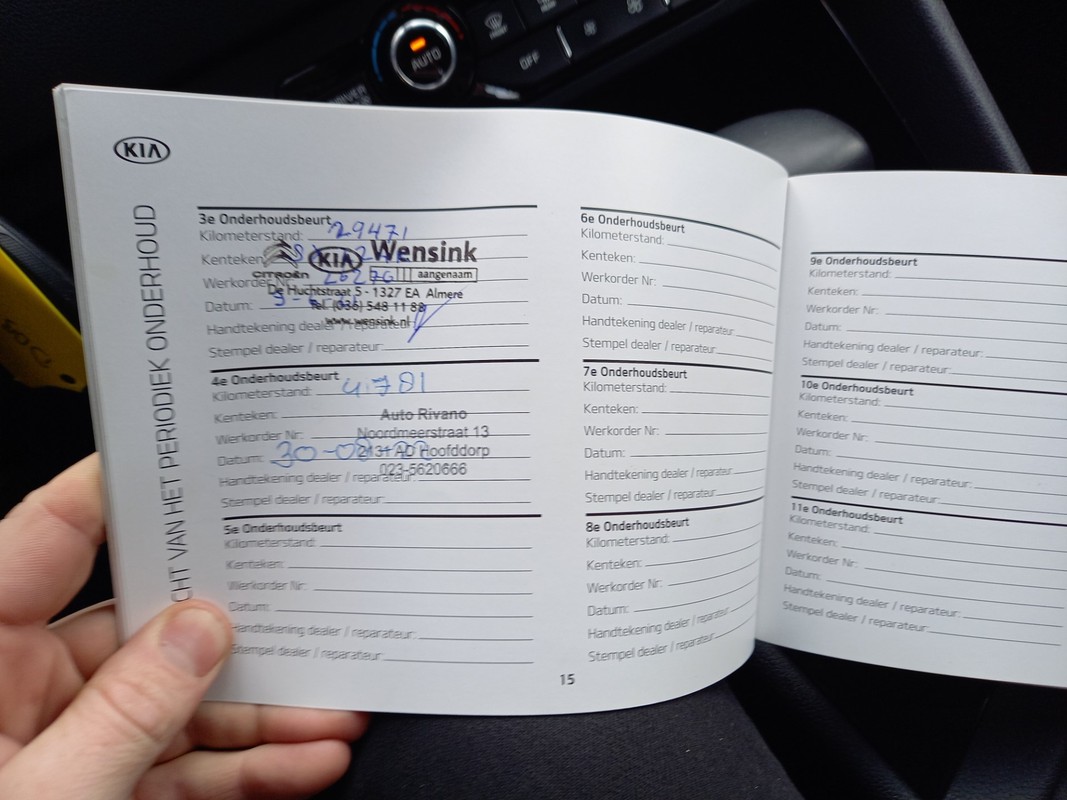 AUTO
OFF
KIA
CHT VAN HET PERIODIEK ONDERHOUD
3e Onderhoudsbeurt
Kilometerstand: 29471
Kenteken:
KIA Wensink
CITROËN
aangenaam
Werkorder Nr:
De Huchtstraat 5 - 1327 EA Almere
Datum:
Tel. (036) 548 11 88
www.wensink.nl
Handtekening dealer / reparateur:
Stempel dealer / reparateur:
4e Onderhoudsbeurt
Kilometerstand: 41781
Kenteken:
Auto Rivano
Werkorder Nr:
Noordmeerstraat 13
Datum: 30-0
2131 AD Hoofddorp
023-5620666
Handtekening dealer / reparateur:
Stempel dealer / reparateur:
5e Onderhoudsbeurt
Kilometerstand:
Kenteken:
Werkorder Nr:
Datum:
Handtekening dealer / reparateur:
Stempel dealer / reparateur:
6e Onderhoudsbeurt
Kilometerstand:
Kenteken:
Werkorder Nr:
Datum:
Handtekening dealer / reparateur:
Stempel dealer / reparateur:
7e Onderhoudsbeurt
Kilometerstand:
Kenteken:
Werkorder Nr:
Datum:
Handtekening dealer / reparateur:
Stempel dealer / reparateur:
8e Onderhoudsbeurt
Kilometerstand:
Kenteken:
Werkorder Nr:
Datum:
Handtekening dealer / reparateur:
Stempel dealer / reparateur:
15
9e Onderhoudsbeurt
Kilometerstand:
Kenteken:
Werkorder Nr:
Datum:
Handtekening dealer / reparateur:
Stempel dealer / reparateur:
10e Onderhoudsbeurt
Kilometerstand:
Kenteken:
Werkorder Nr:
Datum:
Handtekening dealer / reparateur:
Stempel dealer / reparateur:
11e Onderhoudsbeurt
Kilometerstand:
Kenteken:
Werkorder Nr:
Datum:
Handtekening dealer / reparateur:
Stempel dealer / reparateur: